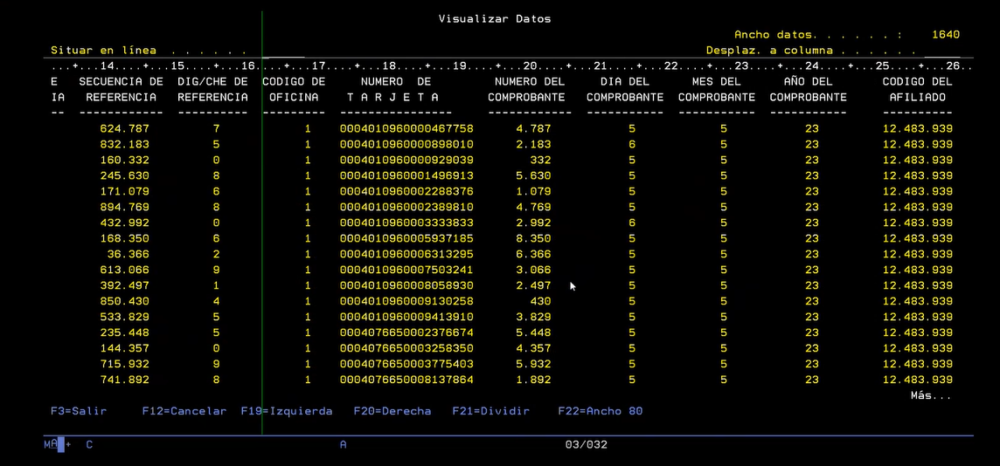 Visualizar Datos
Ancho datos. . . . . . : 1640
Situar en línea . . . . . . Desplaz. a columna . . . . . .
....+...14....+...15....+...16....+...17....+...18....+...19....+...20....+...21....+...22....+...23....+...24....+...25....+...26..
E SECUENCIA DE DIG/CHE DE CODIGO DE NUMERO DE NUMERO DEL DIA DEL MES DEL AÑO DEL CODIGO DEL
IA REFERENCIA REFERENCIA OFICINA T A R J E T A COMPROBANTE COMPROBANTE COMPROBANTE COMPROBANTE AFILIADO
-- ------------ ---------- --------- ---------------- ------------ ----------- ----------- ----------- ----------
624.787 7 1 0004010960000467758 4.787 5 5 23 12.483.939
832.183 5 1 0004010960000898010 2.183 6 5 23 12.483.939
160.332 0 1 0004010960000929039 332 5 5 23 12.483.939
245.630 8 1 0004010960001496913 5.630 5 5 23 12.483.939
171.079 6 1 0004010960002288376 1.079 5 5 23 12.483.939
894.769 8 1 0004010960002389810 4.769 5 5 23 12.483.939
432.992 0 1 0004010960003333833 2.992 6 5 23 12.483.939
168.350 6 1 0004010960005937185 8.350 5 5 23 12.483.939
36.366 2 1 0004010960006313295 6.366 5 5 23 12.483.939
613.066 9 1 0004010960007503241 3.066 5 5 23 12.483.939
392.497 1 1 0004010960008058930 2.497 5 5 23 12.483.939
850.430 4 1 0004010960009130258 430 5 5 23 12.483.939
533.829 5 1 0004010960009413910 3.829 5 5 23 12.483.939
235.448 5 1 0004076650002376674 5.448 5 5 23 12.483.939
144.357 0 1 0004076650003258350 4.357 5 5 23 12.483.939
715.932 9 1 0004076650003775403 5.932 5 5 23 12.483.939
741.892 8 1 0004076650008137864 1.892 5 5 23 12.483.939
Más...
F3=Salir F12=Cancelar F19=Izquierda F20=Derecha F21=Dividir F22=Ancho 80
MA + C A 03/032